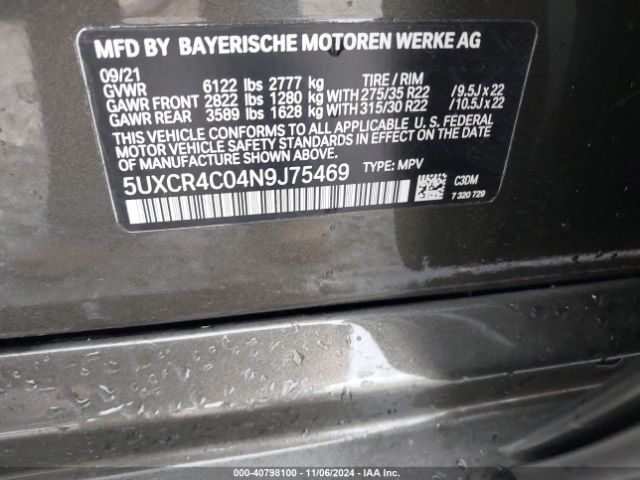 MFD BY BAYERISCHE MOTOREN WERKE AG
09/21
GVWR 6122 lbs 2777 kg TIRE / RIM
GAWR FRONT 2822 lbs 1280 kg WITH 275/35 R22 / 9.5J x 22
GAWR REAR 3589 lbs 1628 kg WITH 315/30 R22 / 10.5J x 22
THIS VEHICLE CONFORMS TO ALL APPLICABLE U.S. FEDERAL
MOTOR VEHICLE SAFETY STANDARDS IN EFFECT ON THE DATE OF
MANUFACTURE SHOWN ABOVE.
5UXCR4C04N9J75469 TYPE: MPV
C3DM
7 320 729
000-40798100 - 11/06/2024 - IAA Inc.